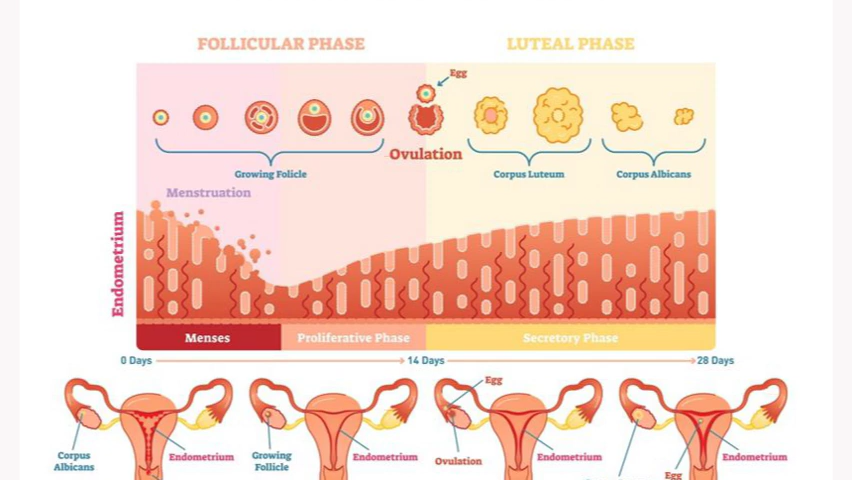 FOLLICULAR PHASE
LUTEAL PHASE
Egg
Ovulation
Growing Follicle
Corpus Luteum
Corpus Albicans
Menstruation
Endometrium
Menses
Proliferative Phase
Secretory Phase
0 Days
14 Days
28 Days
Egg
Corpus
Albicans
Endometrium
Growing
Follicle
Endometrium
Ovulation
Endometrium
Egg
Endometrium